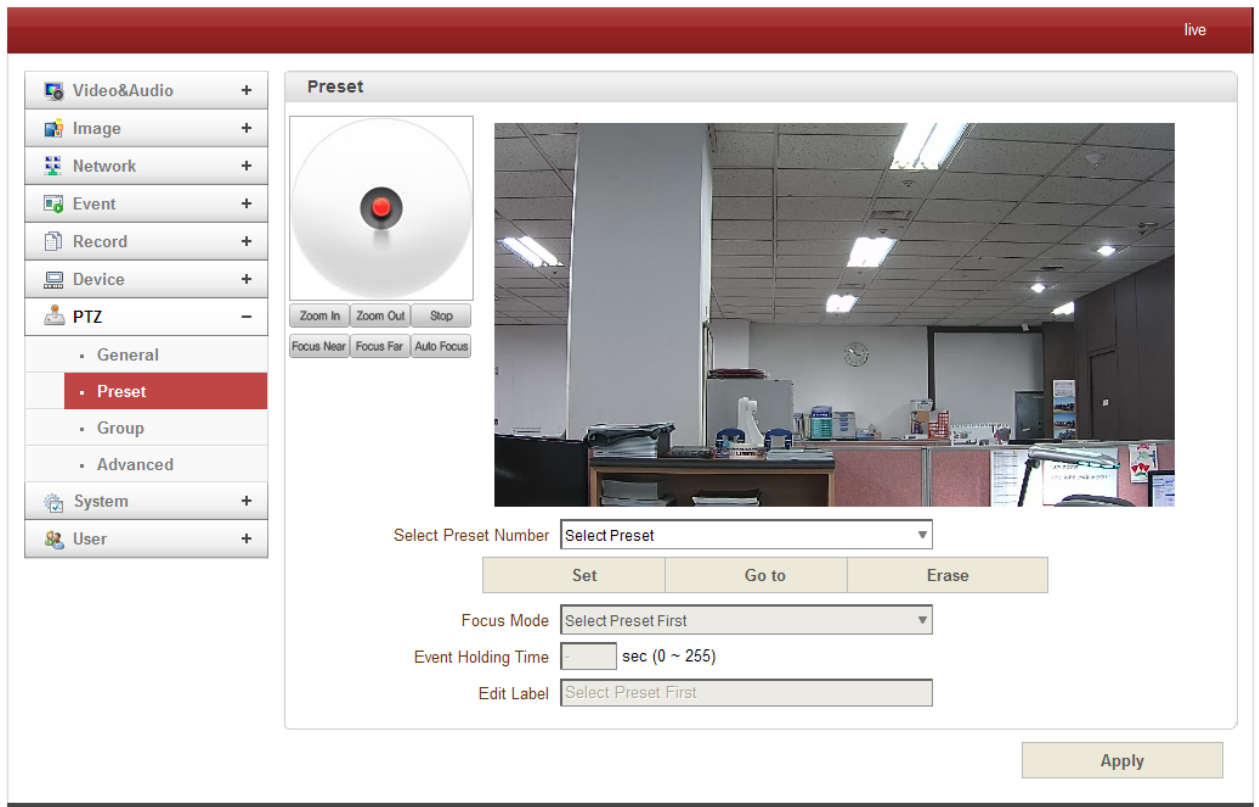 live
Video&Audio +
Image +
Network +
Event +
Record +
Device +
PTZ −
General
Preset
Group
Advanced
System +
User +
Preset
Zoom In Zoom Out Stop
Focus Near Focus Far Auto Focus
Select Preset Number Select Preset
Set Go to Erase
Focus Mode Select Preset First
Event Holding Time - sec (0 ~ 255)
Edit Label Select Preset First
Apply